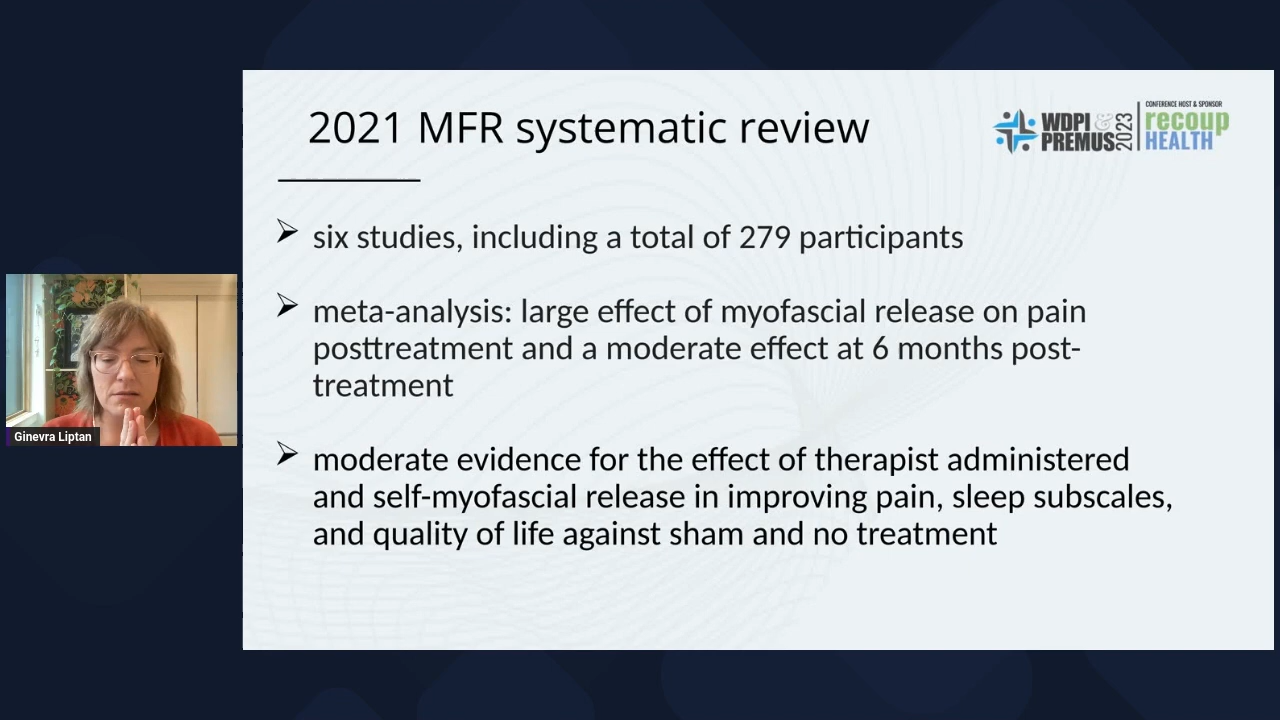 2021 MFR systematic review
WDPI &
PREMUS 2023
CONFERENCE HOST & SPONSOR
recoup
HEALTH
six studies, including a total of 279 participants
meta-analysis: large effect of myofascial release on pain
posttreatment and a moderate effect at 6 months post-
treatment
moderate evidence for the effect of therapist administered
and self-myofascial release in improving pain, sleep subscales,
and quality of life against sham and no treatment
Ginevra Liptan